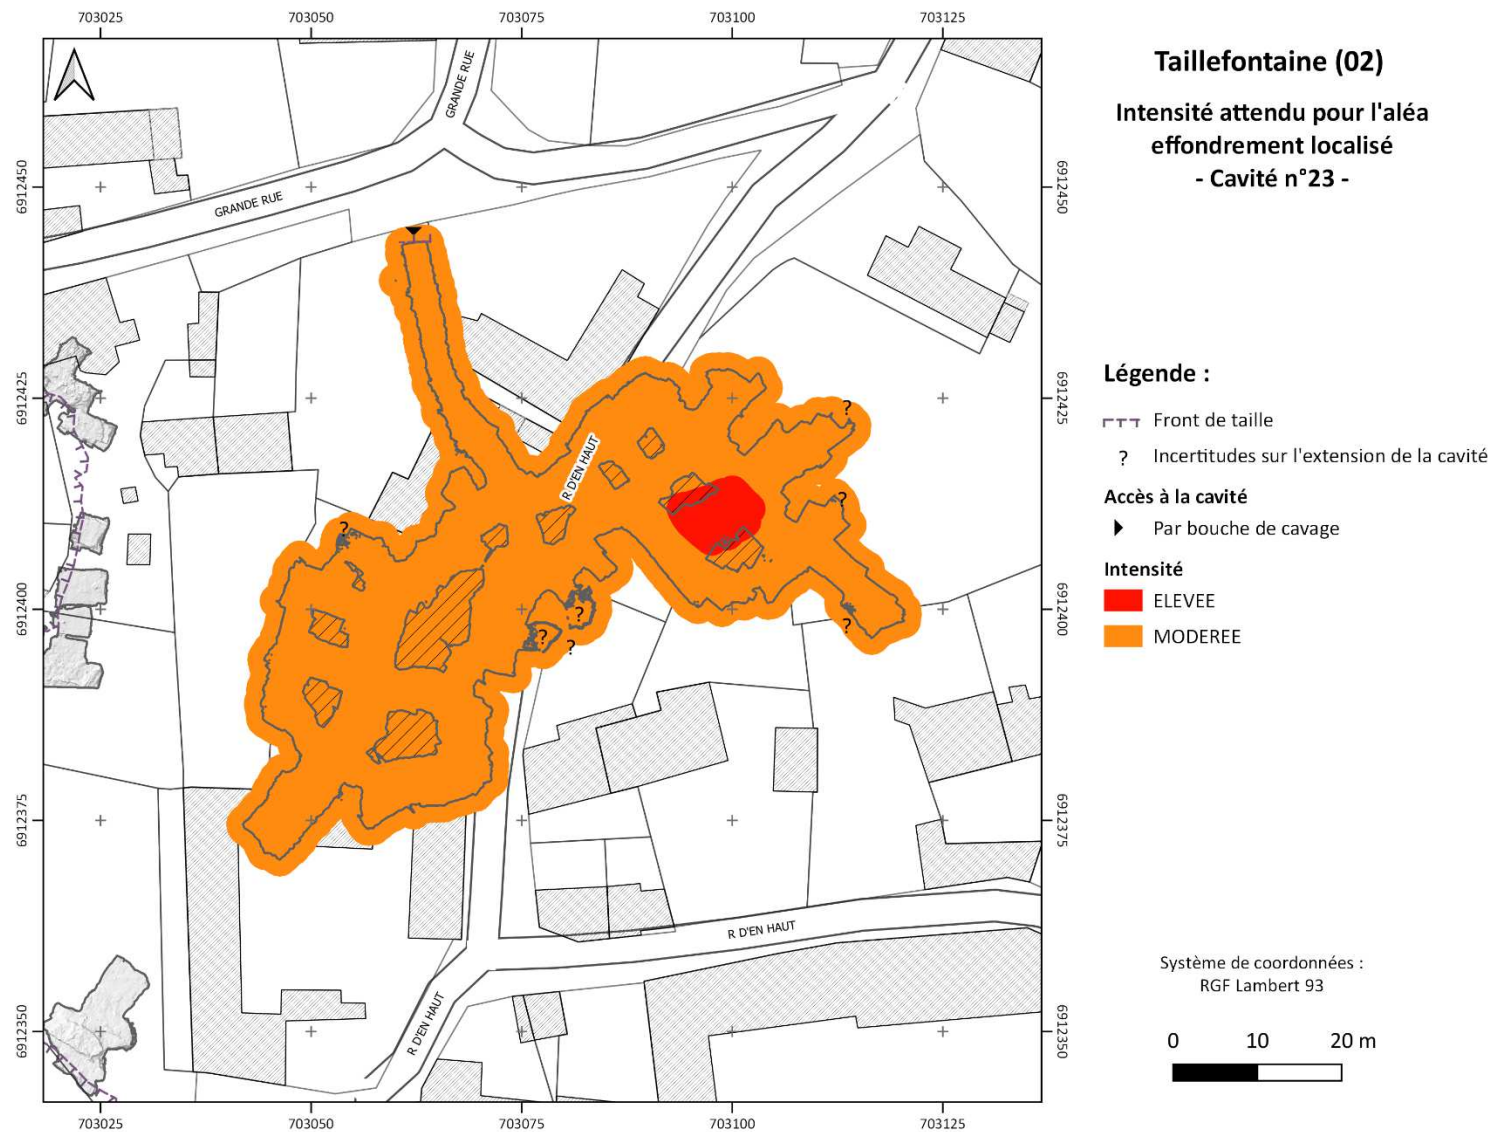 703025 703050 703075 703100 703125
Taillefontaine (02)
Intensité attendu pour l'aléa
effondrement localisé
- Cavité n°23 -
GRANDE RUE
GRANDE RUE
6912450
6912450
6912425
6912425
6912400
6912400
6912375
6912375
6912350
6912350
R D'EN HAUT
R D'EN HAUT
R D'EN HAUT
?
?
?
?
?
?
?
Légende :
Front de taille
? Incertitudes sur l'extension de la cavité
Accès à la cavité
Par bouche de cavage
Intensité
ELEVEE
MODEREE
Système de coordonnées :
RGF Lambert 93
0 10 20 m
703025 703050 703075 703100 703125